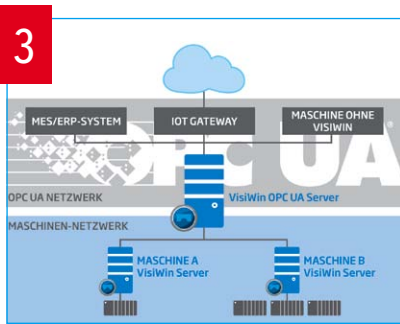 3
MES/ERP-SYSTEM
IOT GATEWAY
MASCHINE OHNE
VISIWIN
OPC UA
OPC UA NETZWERK
VisiWin OPC UA Server
MASCHINEN-NETZWERK
MASCHINE A
VisiWin Server
MASCHINE B
VisiWin Server